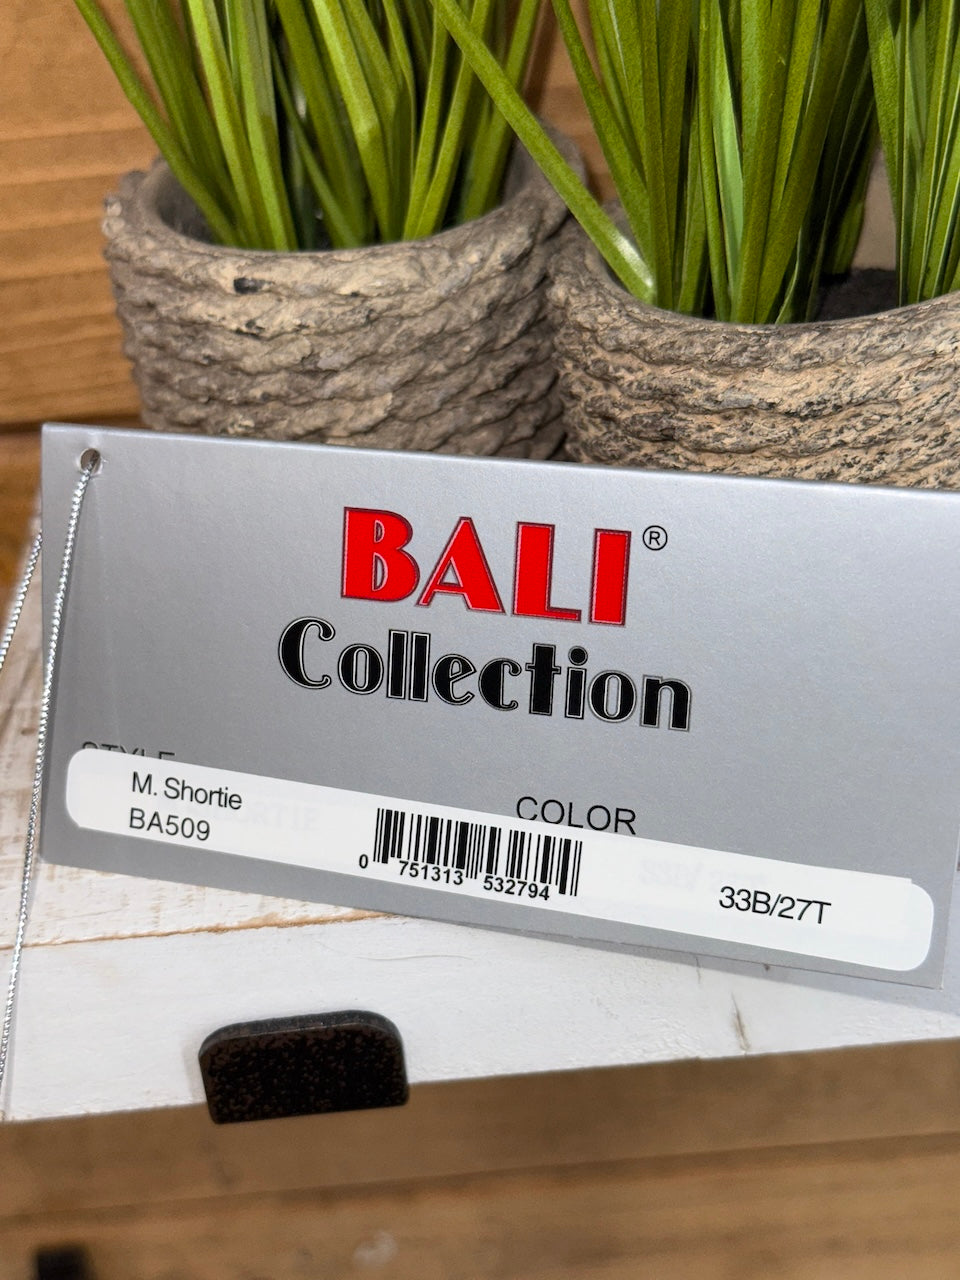 BALI®
Collection
STYLE
M. Shortie
COLOR
BA509
0 751313 532794
33B/27T